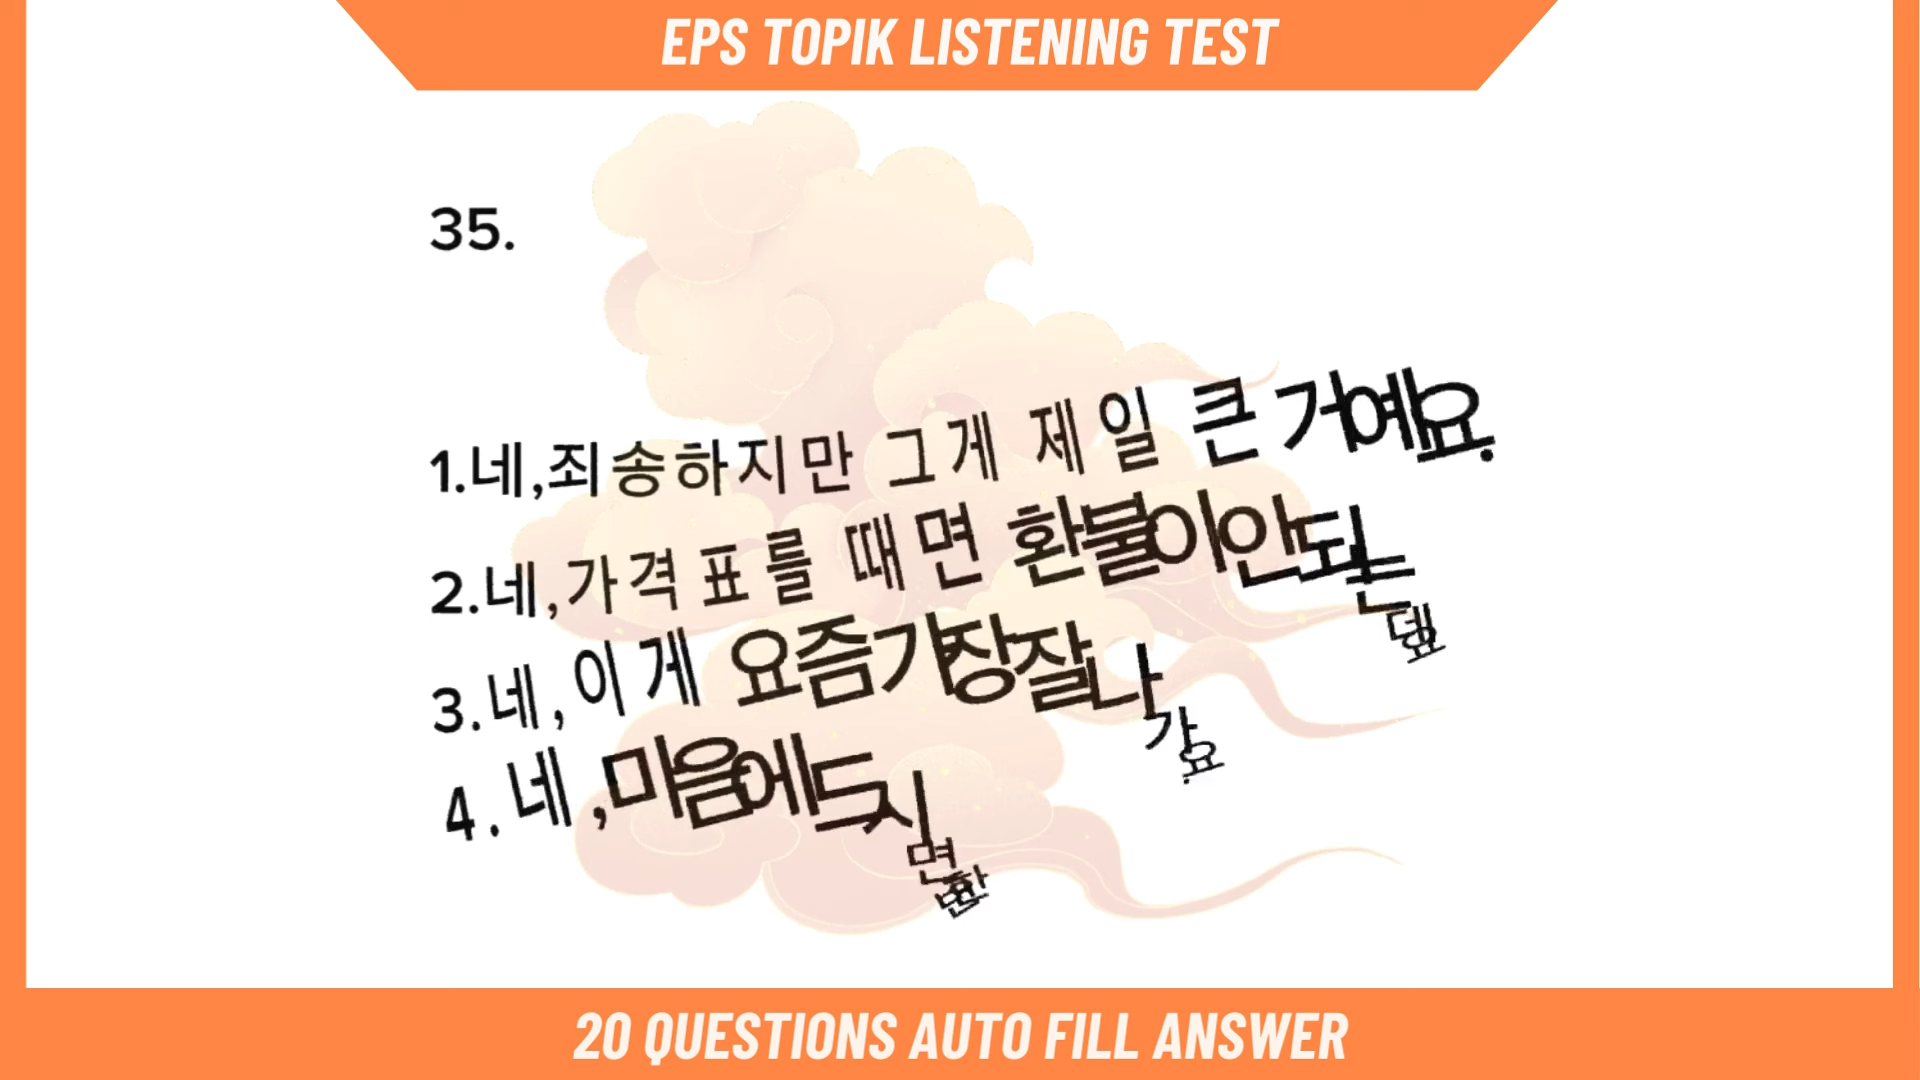 EPS TOPIK LISTENING TEST
35.
1.네,죄송하지만 그게 제일 큰 거예요.
2.네,가격표를 때면 환불이안되는데요
3.네,이게 요즘가장잘나가요.
4.네,마음에드시면
20 QUESTIONS AUTO FILL ANSWER